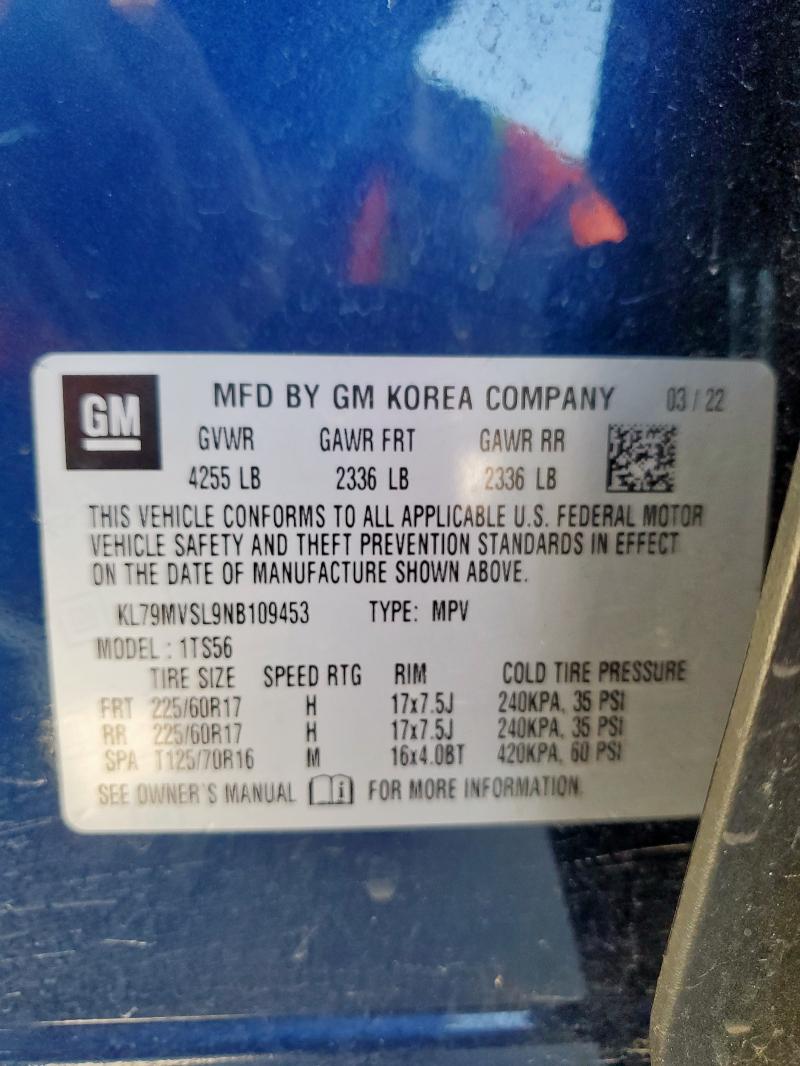 GM
MFD BY GM KOREA COMPANY 03 / 22
GVWR GAWR FRT GAWR RR
4255 LB 2336 LB 2336 LB
THIS VEHICLE CONFORMS TO ALL APPLICABLE U.S. FEDERAL MOTOR
VEHICLE SAFETY AND THEFT PREVENTION STANDARDS IN EFFECT
ON THE DATE OF MANUFACTURE SHOWN ABOVE.
KL79MVSL9NB109453 TYPE: MPV
MODEL : 1TS56
TIRE SIZE SPEED RTG RIM COLD TIRE PRESSURE
FRT 225/60R17 H 17x7.5J 240KPA, 35 PSI
RR 225/60R17 H 17x7.5J 240KPA, 35 PSI
SPA T125/70R16 M 16x4.0BT 420KPA, 60 PSI
SEE OWNER'S MANUAL i FOR MORE INFORMATION.